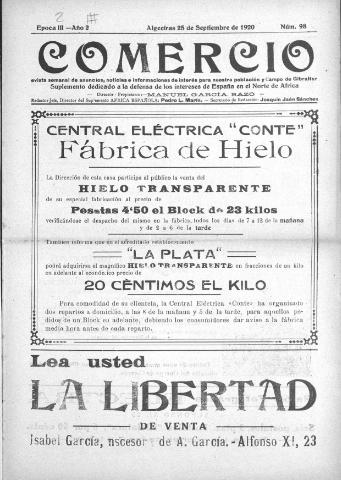 2 #
Epoca III — Año 2 Algeciras 25 de Septiembre de 1920 Núm. 98
COMERCIO
evista semanal de anuncios, noticias e informaciones de interés para nuestra población y Campo de Gibraltar
Suplemento dedicado a la defensa de los intereses de España en el Norte de Africa
Director - Propietario — MANUEL GARCÍA RAZO
Redactor-Jefe, Director del Suplemento AFRICA ESPAÑOLA: Pedro L. Marín. — Secretario de Redacción: Joaquín Jaén Sánchez
CENTRAL ELÉCTRICA "CONTE"
Fábrica de Hielo
La Dirección de esta casa participa al público la venta del
HIELO TRANSPARENTE
de su especial fabricación al precio de
Pesetas 4'50 el Block de 23 kilos
verificándose el despacho del mismo en la fábrica, todos los días de 7 a 12 de la mañana
y de 2 a 6 de la tarde
También informa que en el acreditado establecimiento
"LA PLATA"
podrá adquirirse el magnífico HIELO TRANSPARENTE en fracciones de un kilo
en adelante al económico precio de
20 CÉNTIMOS EL KILO
Para comodidad de su clientela, la Central Eléctrica «Conte» ha organizado
dos repartos a domicilio, a las 8 de la mañana y 5 de la tarde, para aquellos pe-
didos de un Block en adelante, debiendo los consumidores dar aviso a la fábrica
media hora antes de cada reparto.
Lea usted
LA LIBERTAD
DE VENTA
Isabel García, nscesor de A. García.-Alfonso XI, 23